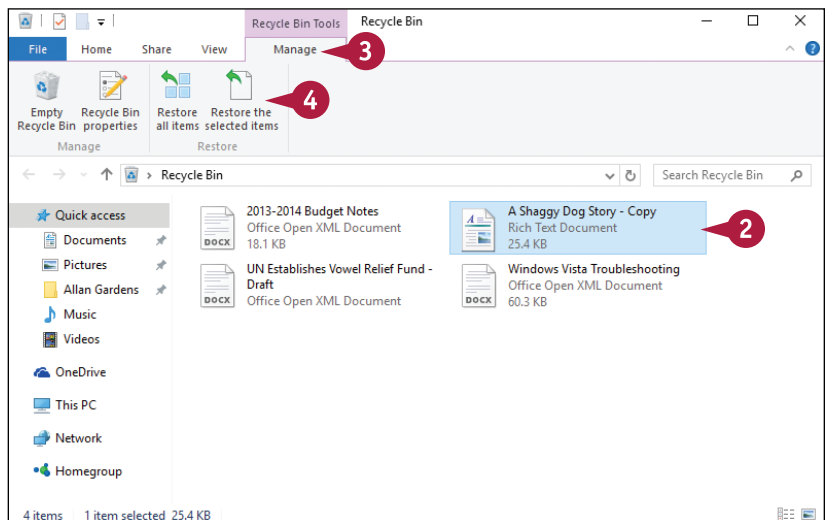 Recycle Bin Tools Recycle Bin
File Home Share View Manage
3
4
Empty Recycle Bin
Recycle Bin properties
Restore all items
Restore the selected items
Manage
Restore
Recycle Bin
Search Recycle Bin
Quick access
Documents
Pictures
Allan Gardens
Music
Videos
OneDrive
This PC
Network
Homegroup
DOCX
2013-2014 Budget Notes
Office Open XML Document
18.1 KB
A Shaggy Dog Story - Copy
Rich Text Document
25.4 KB
2
DOCX
UN Establishes Vowel Relief Fund -
Draft
Office Open XML Document
DOCX
Windows Vista Troubleshooting
Office Open XML Document
60.3 KB
4 items 1 item selected 25.4 KB